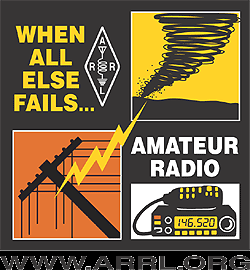 WHEN
ALL
ELSE
FAILS...
A
R R
L
AMATEUR
RADIO
146.520
WWW.ARRL.ORG